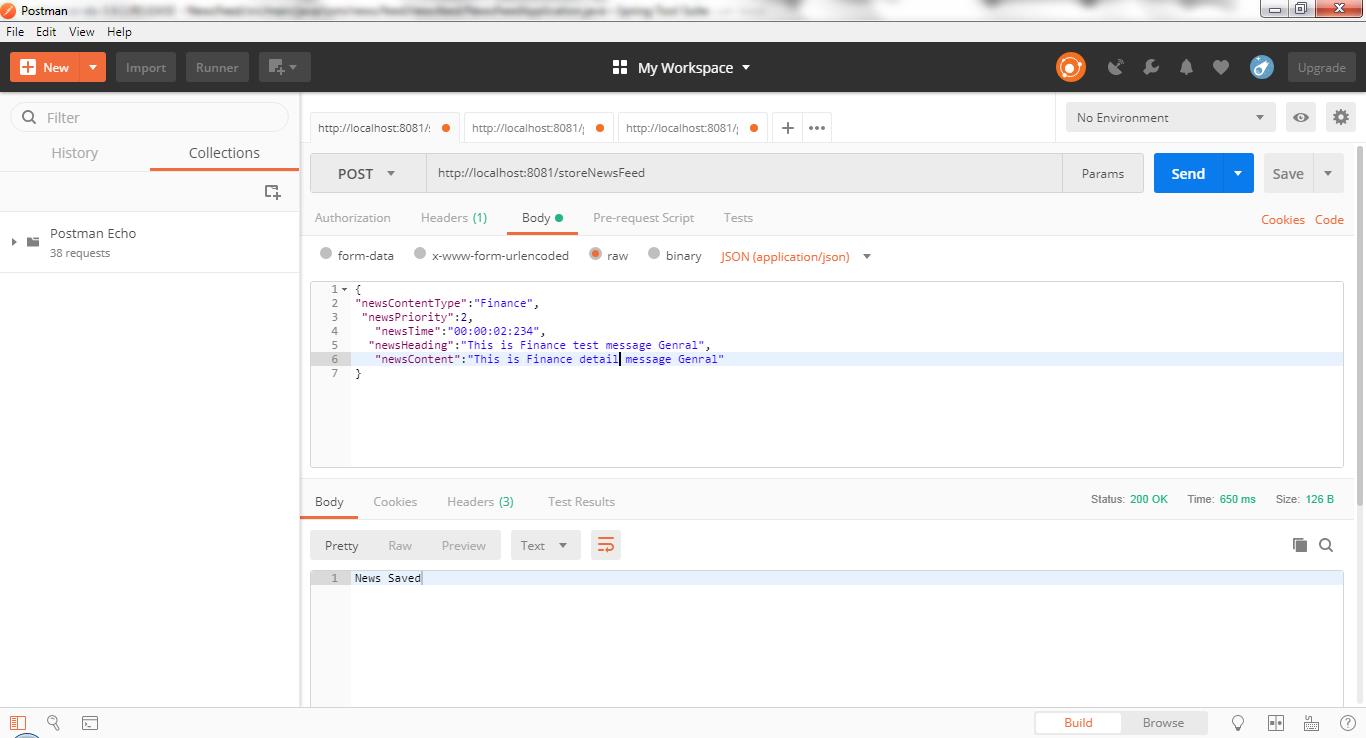 Postman
File Edit View Help
New Import Runner My Workspace Upgrade
Filter
History Collections
Postman Echo
38 requests
http://localhost:8081/s http://localhost:8081/g http://localhost:8081/g + ••• No Environment
POST http://localhost:8081/storeNewsFeed Params Send Save
Authorization Headers (1) Body Pre-request Script Tests Cookies Code
form-data x-www-form-urlencoded raw binary JSON (application/json)
1 {
2 "newsContentType":"Finance",
3 "newsPriority":2,
4 "newsTime":"00:00:02:234",
5 "newsHeading":"This is Finance test message Genral",
6 "newsContent":"This is Finance detail message Genral"
7 }
Body Cookies Headers (3) Test Results Status: 200 OK Time: 650 ms Size: 126 B
Pretty Raw Preview Text
1 News Saved
Build Browse